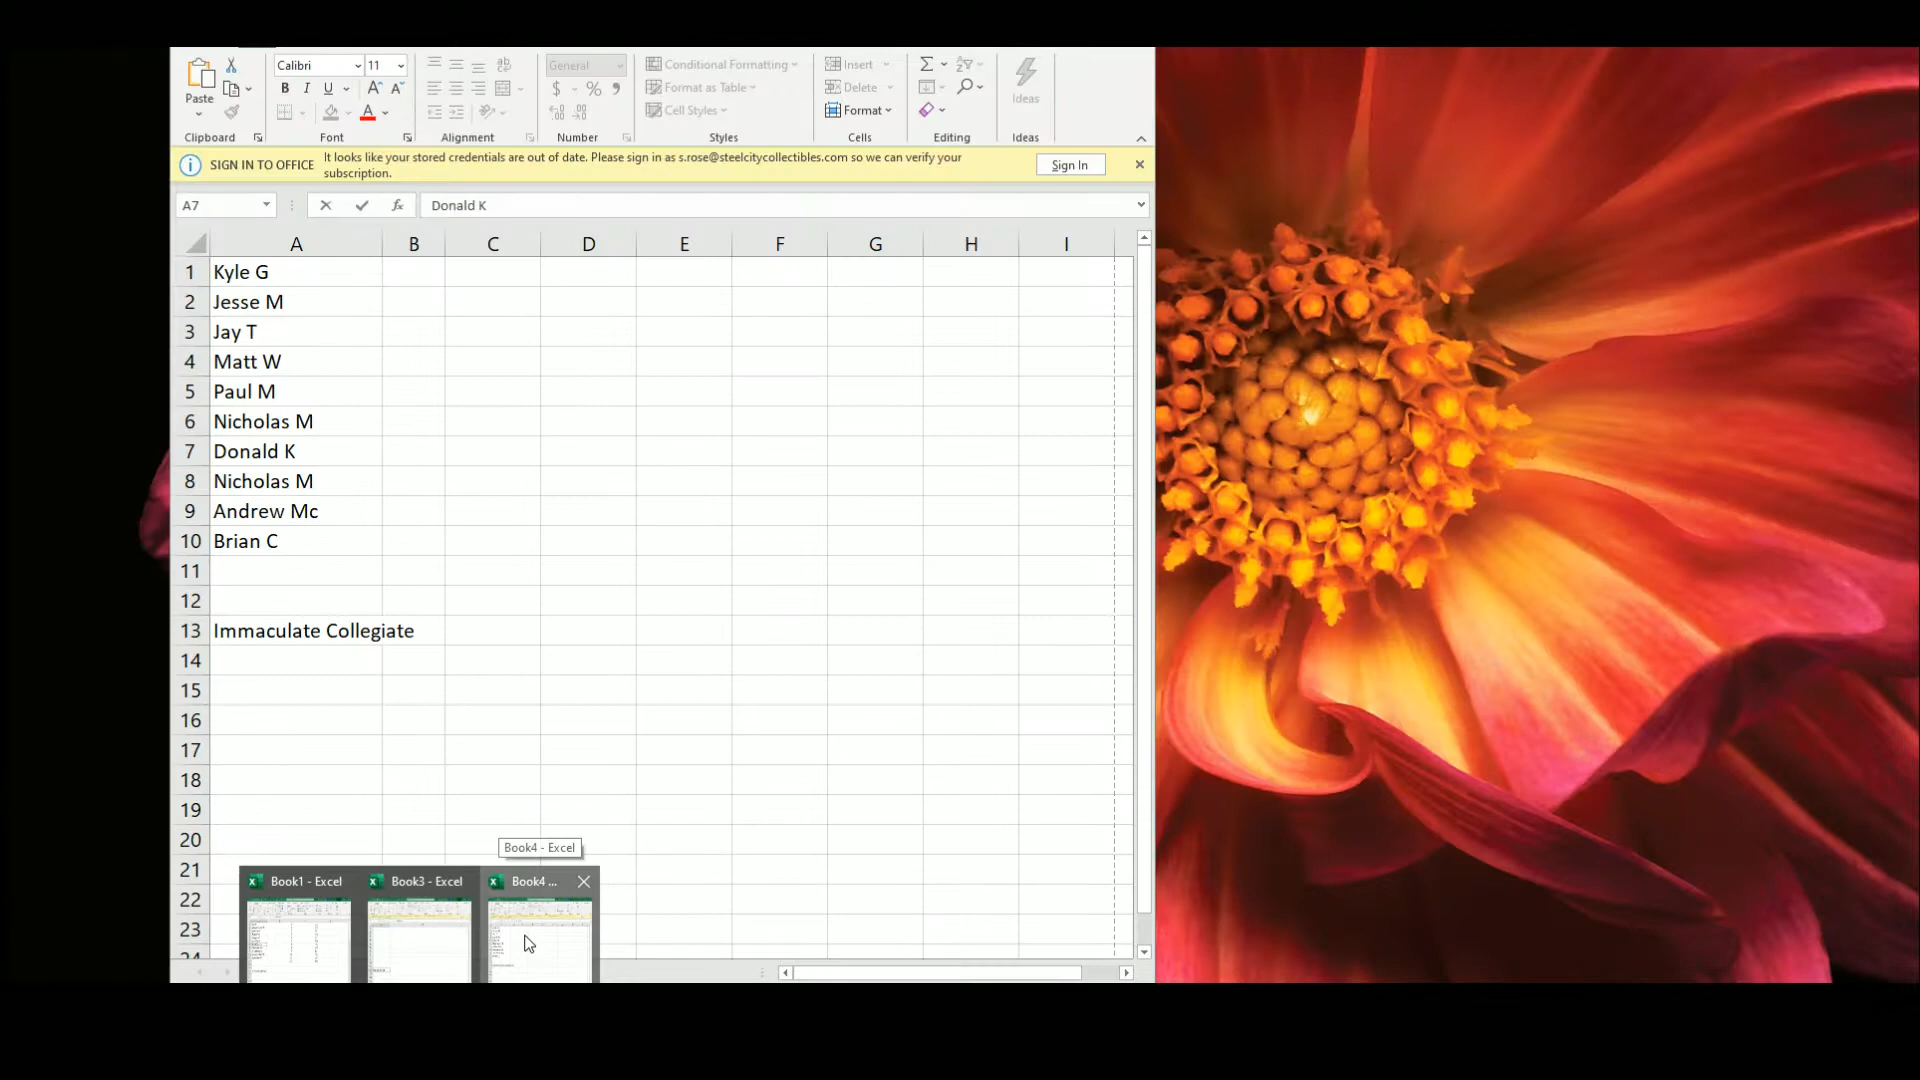 Calibri 11 General Conditional Formatting Insert
Paste B I U $ % Format as Table Delete Ideas
A Cell Styles Format
Clipboard Font Alignment Number Styles Cells Editing Ideas
SIGN IN TO OFFICE It looks like your stored credentials are out of date. Please sign in as s.rose@steelcitycollectibles.com so we can verify your
subscription.
Sign In
A7 fx Donald K
A B C D E F G H I
1 Kyle G
2 Jesse M
3 Jay T
4 Matt W
5 Paul M
6 Nicholas M
7 Donald K
8 Nicholas M
9 Andrew Mc
10 Brian C
11
12
13 Immaculate Collegiate
14
15
16
17
18
19
20
Book4 - Excel
21
Book1 - Excel Book3 - Excel Book4 ...
22
23
24